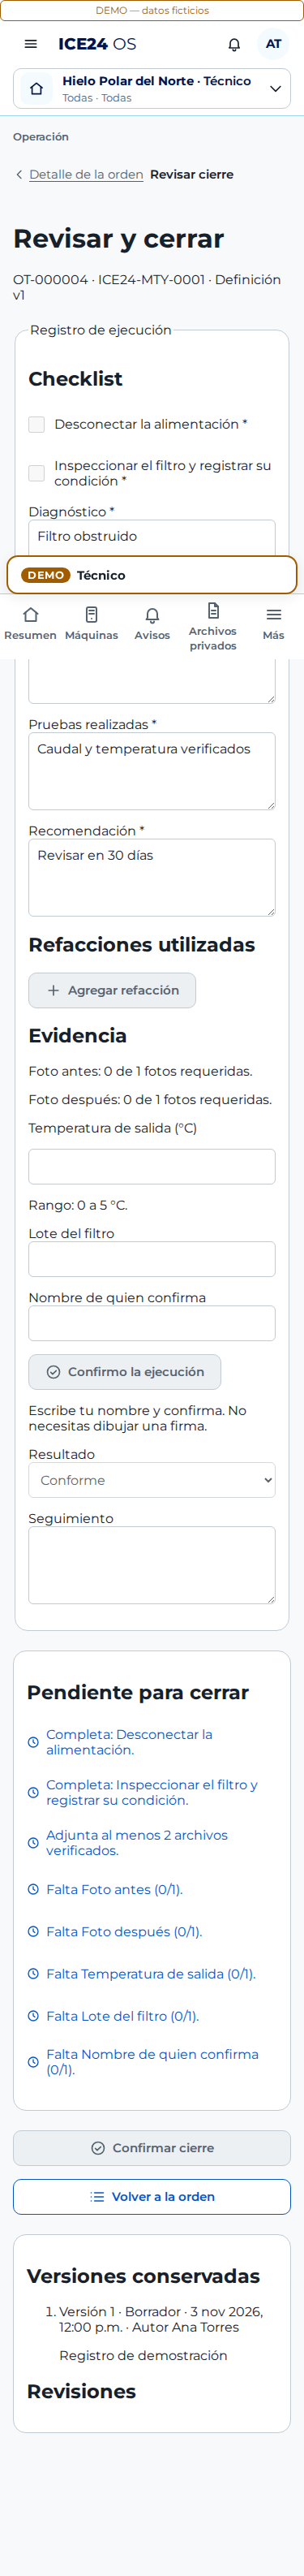 DEMO — datos ficticios
ICE24 OS
AT
Hielo Polar del Norte · Técnico
Todas · Todas
Operación
Detalle de la orden Revisar cierre
Revisar y cerrar
OT-000004 · ICE24-MTY-0001 · Definición
v1
Registro de ejecución
Checklist
Desconectar la alimentación *
Inspeccionar el filtro y registrar su
condición *
Diagnóstico *
Filtro obstruido
DEMO Técnico
Resumen
Máquinas
Avisos
Archivos
privados
Más
Pruebas realizadas *
Caudal y temperatura verificados
Recomendación *
Revisar en 30 días
Refacciones utilizadas
Agregar refacción
Evidencia
Foto antes: 0 de 1 fotos requeridas.
Foto después: 0 de 1 fotos requeridas.
Temperatura de salida (°C)
Rango: 0 a 5 °C.
Lote del filtro
Nombre de quien confirma
Confirmo la ejecución
Escribe tu nombre y confirma. No
necesitas dibujar una firma.
Resultado
Conforme
Seguimiento
Pendiente para cerrar
Completa: Desconectar la
alimentación.
Completa: Inspeccionar el filtro y
registrar su condición.
Adjunta al menos 2 archivos
verificados.
Falta Foto antes (0/1).
Falta Foto después (0/1).
Falta Temperatura de salida (0/1).
Falta Lote del filtro (0/1).
Falta Nombre de quien confirma
(0/1).
Confirmar cierre
Volver a la orden
Versiones conservadas
1. Versión 1 · Borrador · 3 nov 2026,
12:00 p.m. · Autor Ana Torres
Registro de demostración
Revisiones